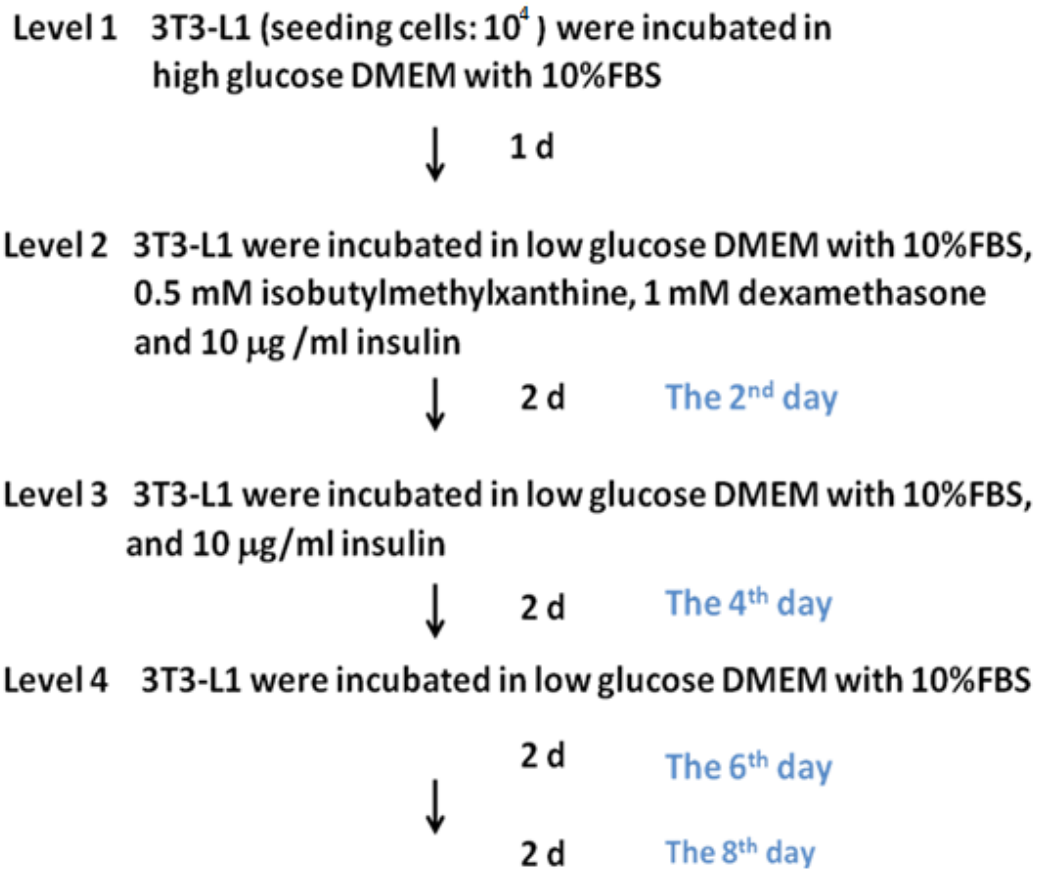 Level 1 3T3-L1 (seeding cells: 10⁴ ) were incubated in
high glucose DMEM with 10%FBS
1 d
Level 2 3T3-L1 were incubated in low glucose DMEM with 10%FBS,
0.5 mM isobutylmethylxanthine, 1 mM dexamethasone
and 10 μg /ml insulin
2 d The 2nd day
Level 3 3T3-L1 were incubated in low glucose DMEM with 10%FBS,
and 10 μg/ml insulin
2 d The 4th day
Level 4 3T3-L1 were incubated in low glucose DMEM with 10%FBS
2 d The 6th day
2 d The 8th day